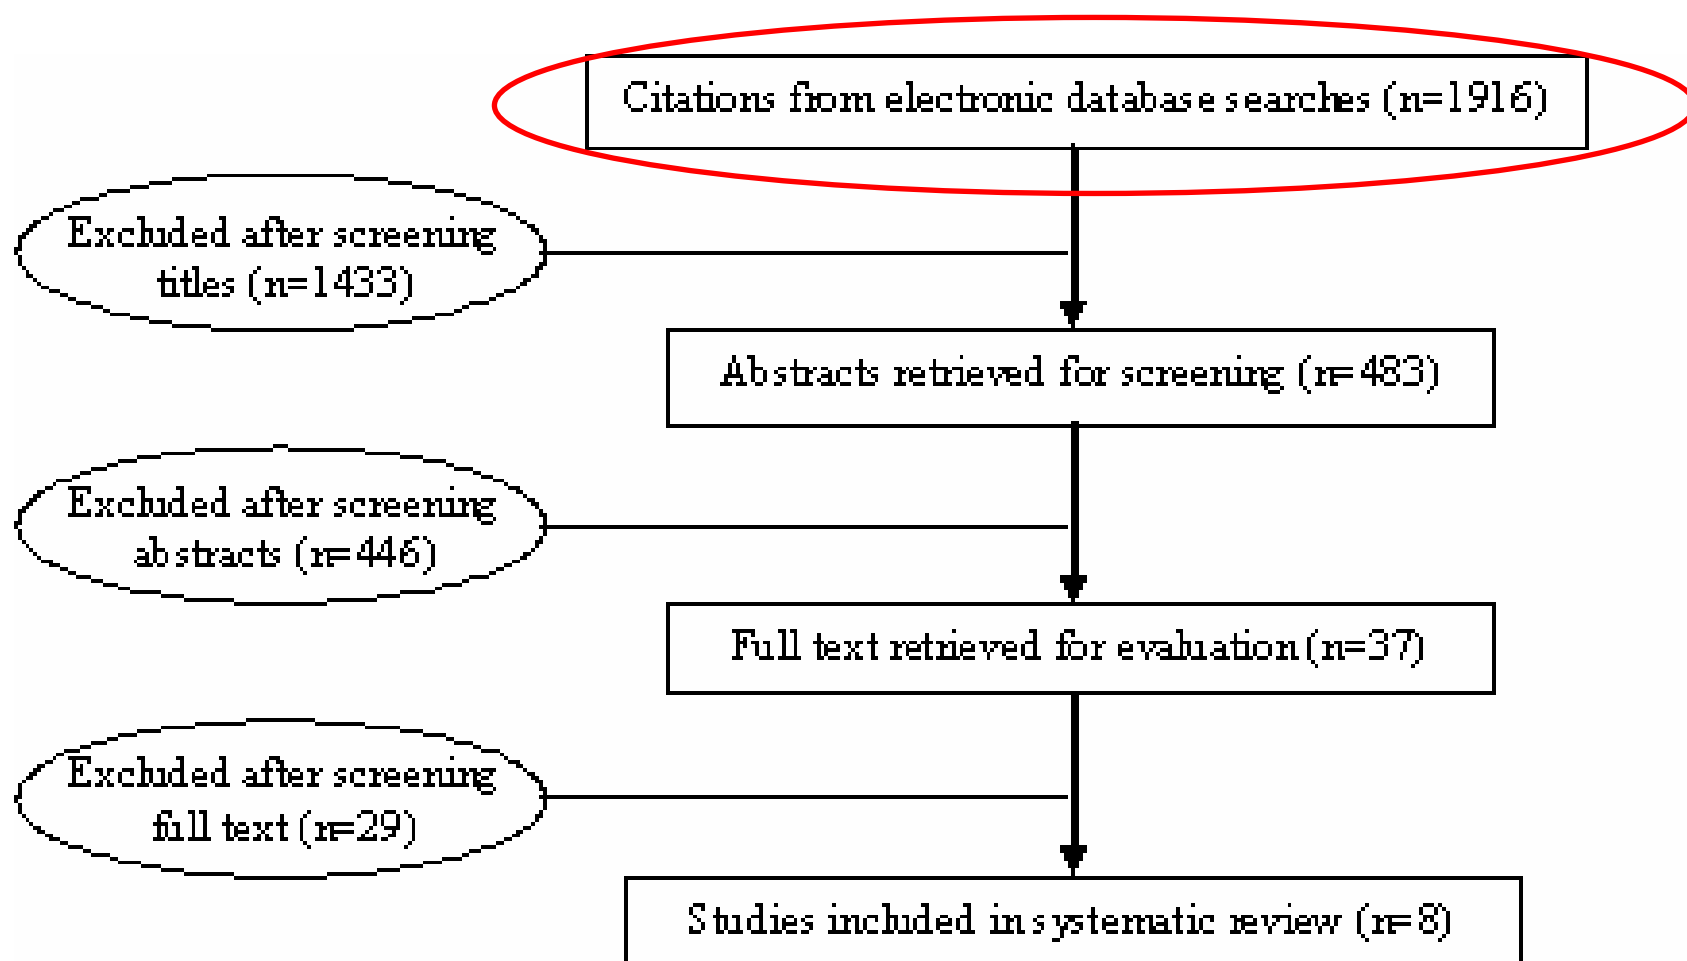 Citations from electronic database searches (n=1916)
Excluded after screening
titles (n=1433)
Abstracts retrieved for screening (n=483)
Excluded after screening
abstracts (n=446)
Full text retrieved for evaluation (n=37)
Excluded after screening
full text (n=29)
Studies included in systematic review (n=8)